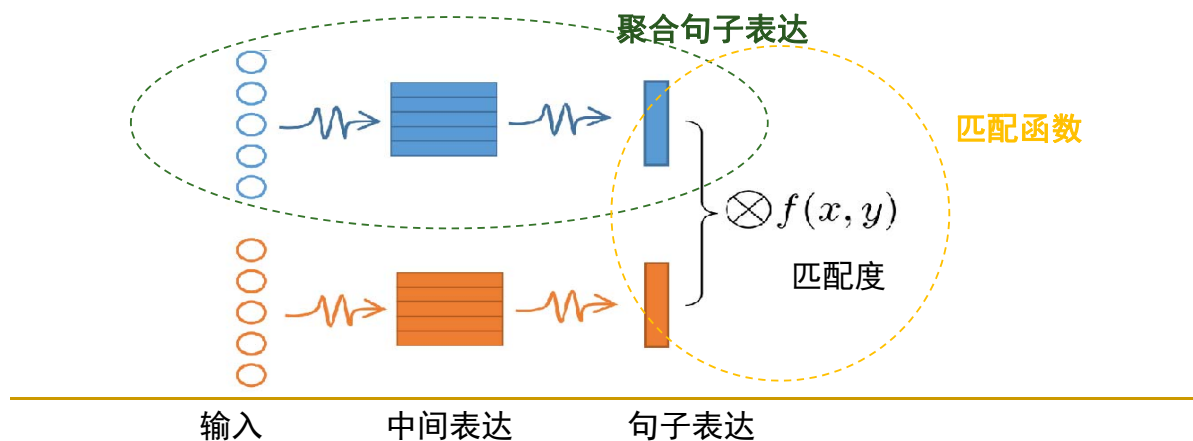 聚合句子表达
匹配函数
⊗f(x, y)
匹配度
输入 中间表达 句子表达